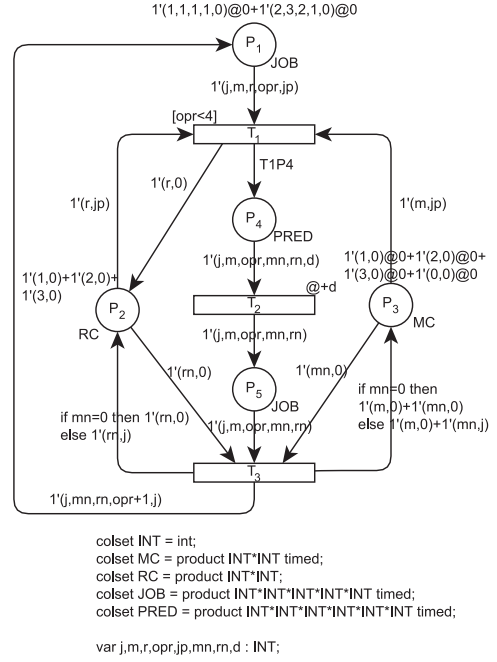 1'(1,1,1,1,0)@0+1'(2,3,2,1,0)@0
P1
JOB
1'(j,m,r,opr,jp)
[opr<4]
T1
1'(r,0)
T1P4
1'(r,jp)
1'(m,jp)
P4
PRED
1'(j,m,opr,mn,rn,d)
1'(1,0)@0+1'(2,0)@0+
1'(3,0)@0+1'(0,0)@0
1'(1,0)+1'(2,0)+
1'(3,0)
@+d
P2
T2
P3
RC
MC
1'(j,m,opr,mn,rn)
1'(rn,0)
1'(mn,0)
P5
JOB
if mn=0 then 1'(rn,0)
else 1'(rn,j)
1'(j,m,opr,mn,rn)
if mn=0 then
1'(m,0)+1'(mn,0)
else 1'(m,0)+1'(mn,j)
T3
1'(j,mn,rn,opr+1,j)
colset INT = int;
colset MC = product INT*INT timed;
colset RC = product INT*INT;
colset JOB = product INT*INT*INT*INT*INT timed;
colset PRED = product INT*INT*INT*INT*INT*INT timed;
var j,m,r,opr,jp,mn,rn,d : INT;